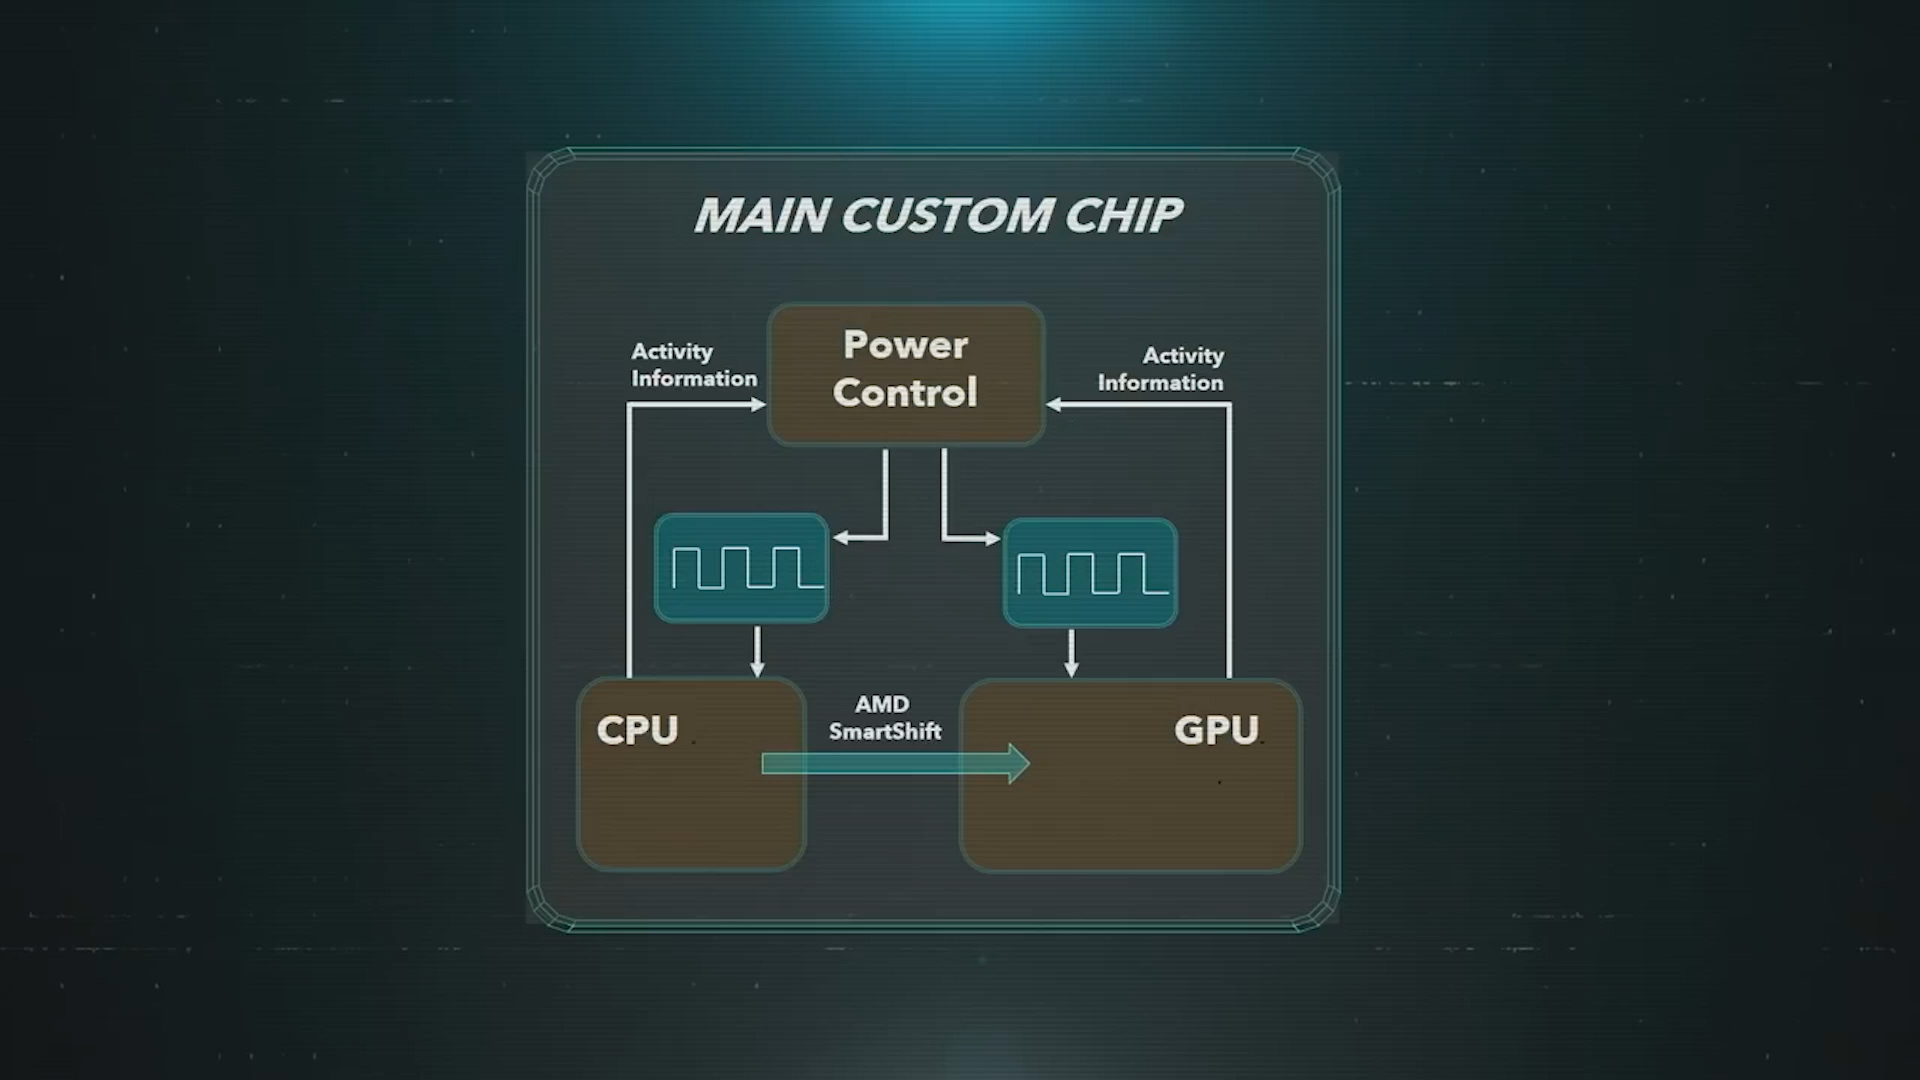 MAIN CUSTOM CHIP
Power
Control
Activity
Information
Activity
Information
AMD
SmartShift
CPU
GPU